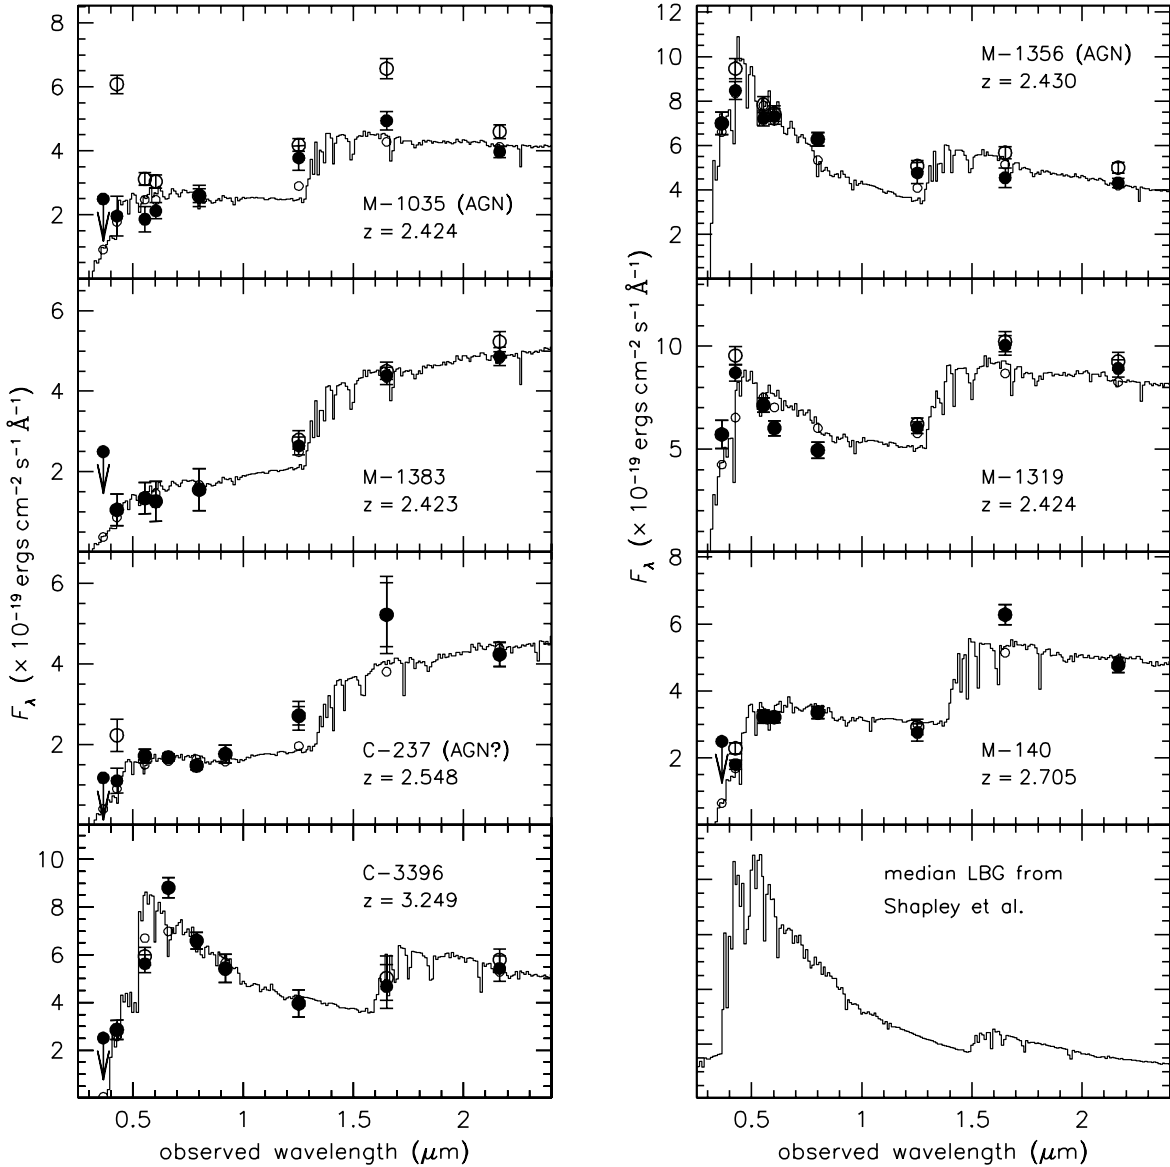 8
6
4
2
M-1035 (AGN)
z = 2.424
6
4
2
M-1383
z = 2.423
6
4
2
C-237 (AGN?)
z = 2.548
10
8
6
4
2
C-3396
z = 3.249
0.5 1 1.5 2
observed wavelength (μm)
Fλ (× 10⁻¹⁹ ergs cm⁻² s⁻¹ Å⁻¹)
12
10
8
6
4
2
M-1356 (AGN)
z = 2.430
10
5
M-1319
z = 2.424
8
6
4
2
M-140
z = 2.705
median LBG from
Shapley et al.
0.5 1 1.5 2
observed wavelength (μm)
Fλ (× 10⁻¹⁹ ergs cm⁻² s⁻¹ Å⁻¹)